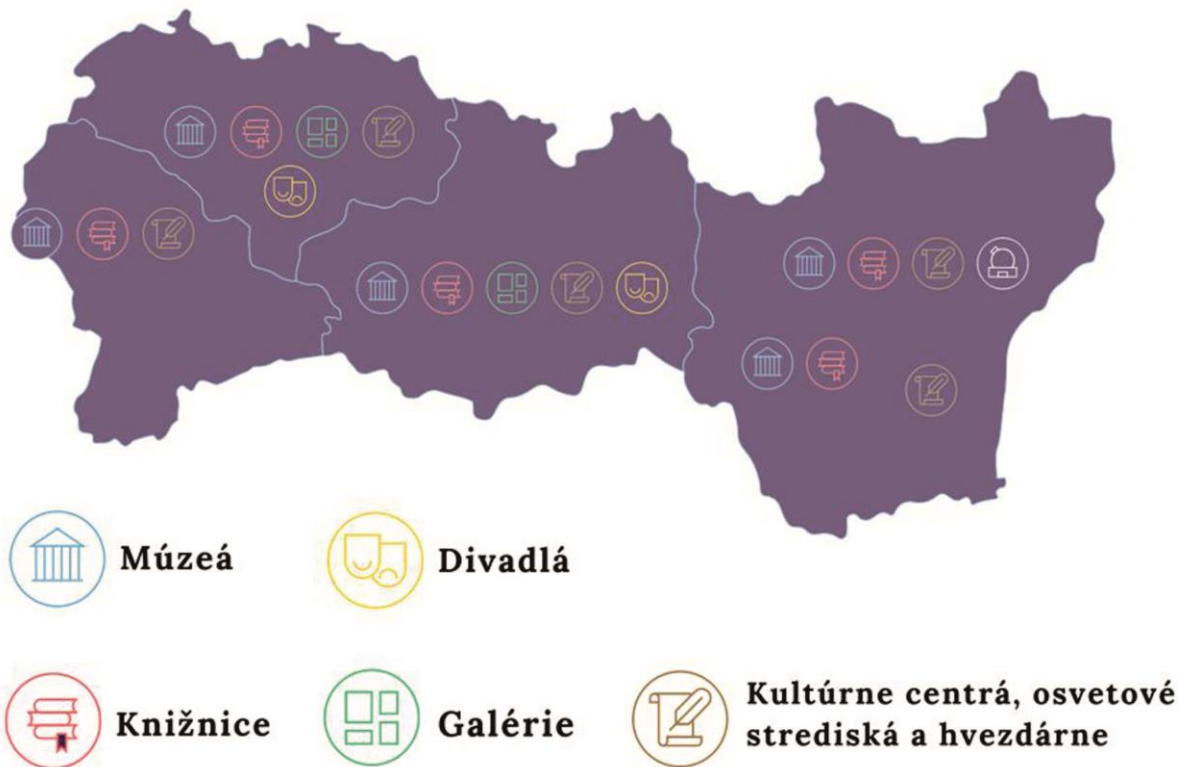 Múzeá
Divadlá
Knižnice
Galérie
Kultúrne centrá, osvetové
strediská a hvezdárne